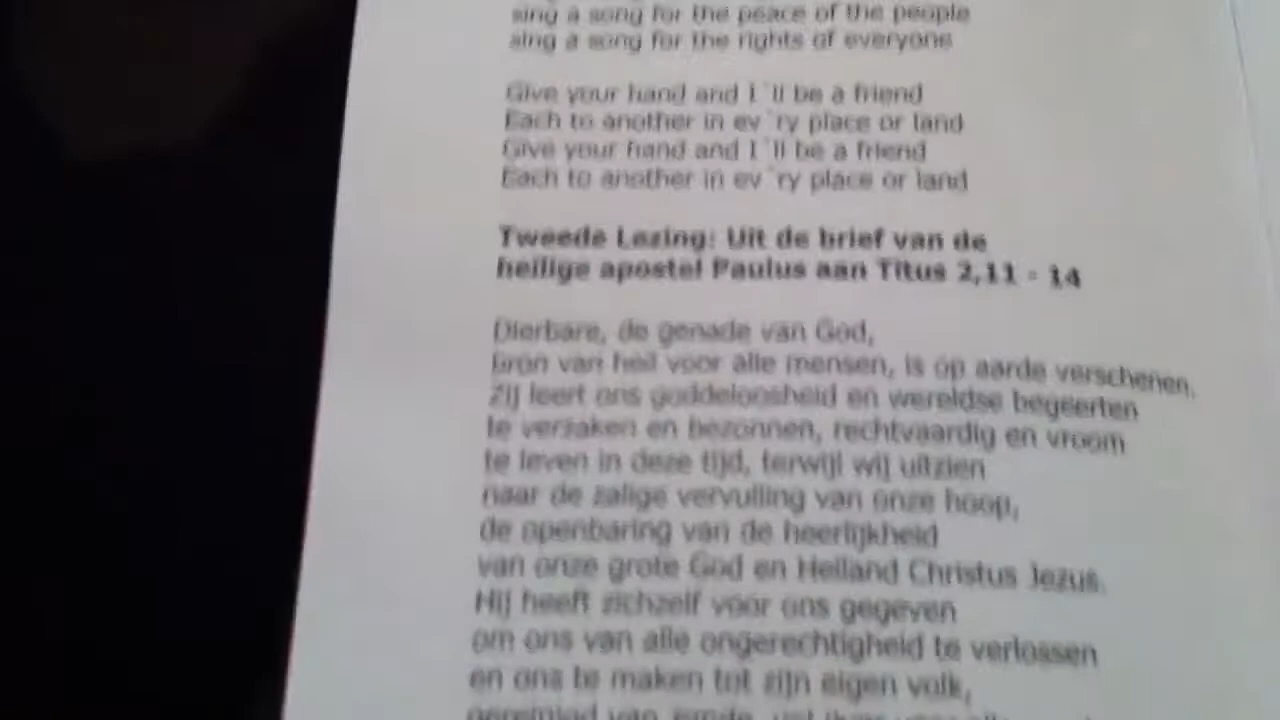 sing a song for the peace of the people
sing a song for the rights of everyone
Give your hand and I´ll be a friend
Each to another in ev´ry place or land
Give your hand and I´ll be a friend
Each to another in ev´ry place or land
Tweede Lezing: Uit de brief van de
heilige apostel Paulus aan Titus 2,11 - 14
Dierbare, de genade van God,
bron van heil voor alle mensen, is op aarde verschenen.
Zij leert ons goddeloosheid en wereldse begeerten
te verzaken en bezonnen, rechtvaardig en vroom
te leven in deze tijd, terwijl wij uitzien
naar de zalige vervulling van onze hoop,
de openbaring van de heerlijkheid
van onze grote God en Heiland Christus Jezus.
Hij heeft zichzelf voor ons gegeven
om ons van alle ongerechtigheid te verlossen
en ons te maken tot zijn eigen volk,